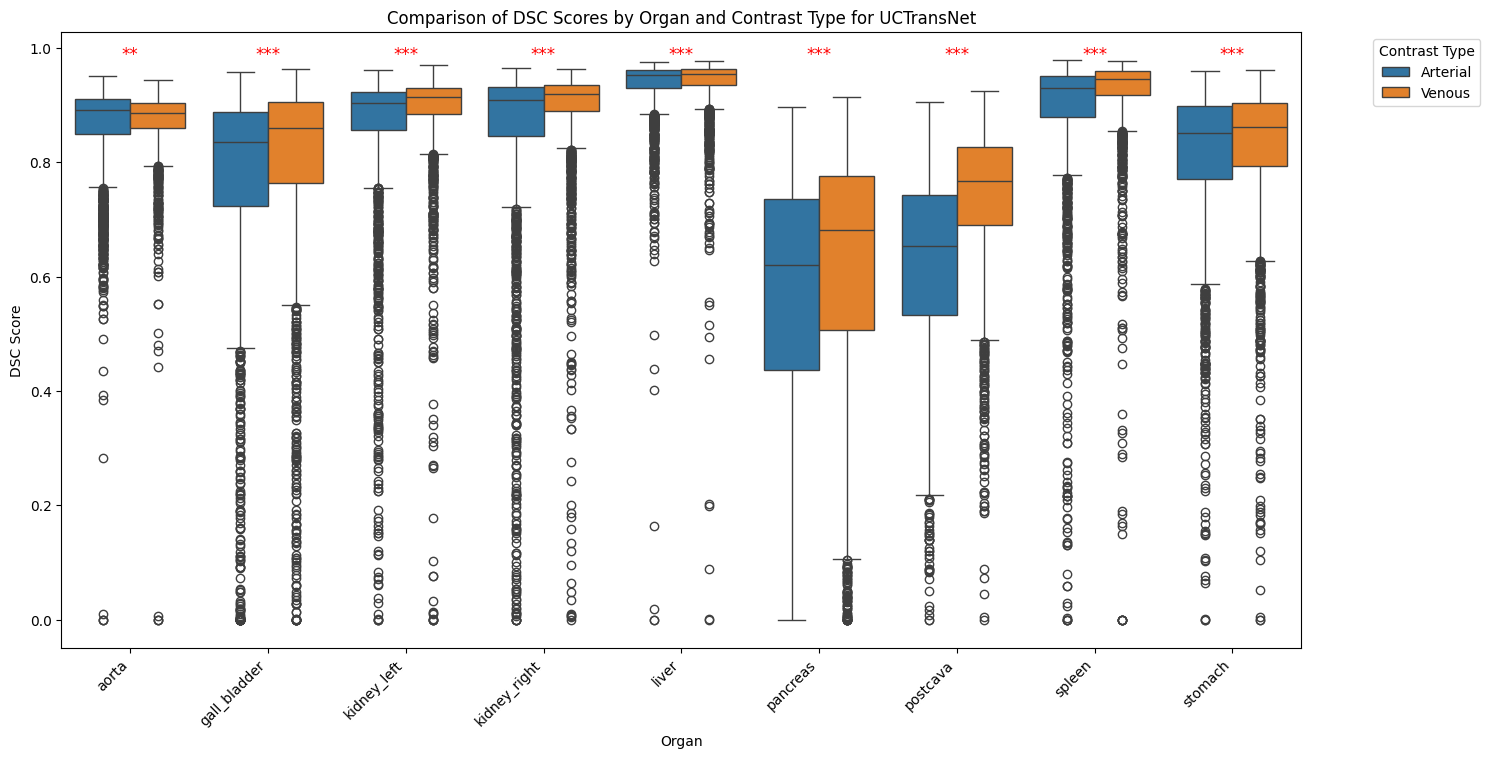 Comparison of DSC Scores by Organ and Contrast Type for UCTransNet
Contrast Type
Arterial
Venous
** *** *** *** *** *** *** *** ***
DSC Score
1.0
0.8
0.6
0.4
0.2
0.0
aorta
gall_bladder
kidney_left
kidney_right
liver
pancreas
postcava
spleen
stomach
Organ